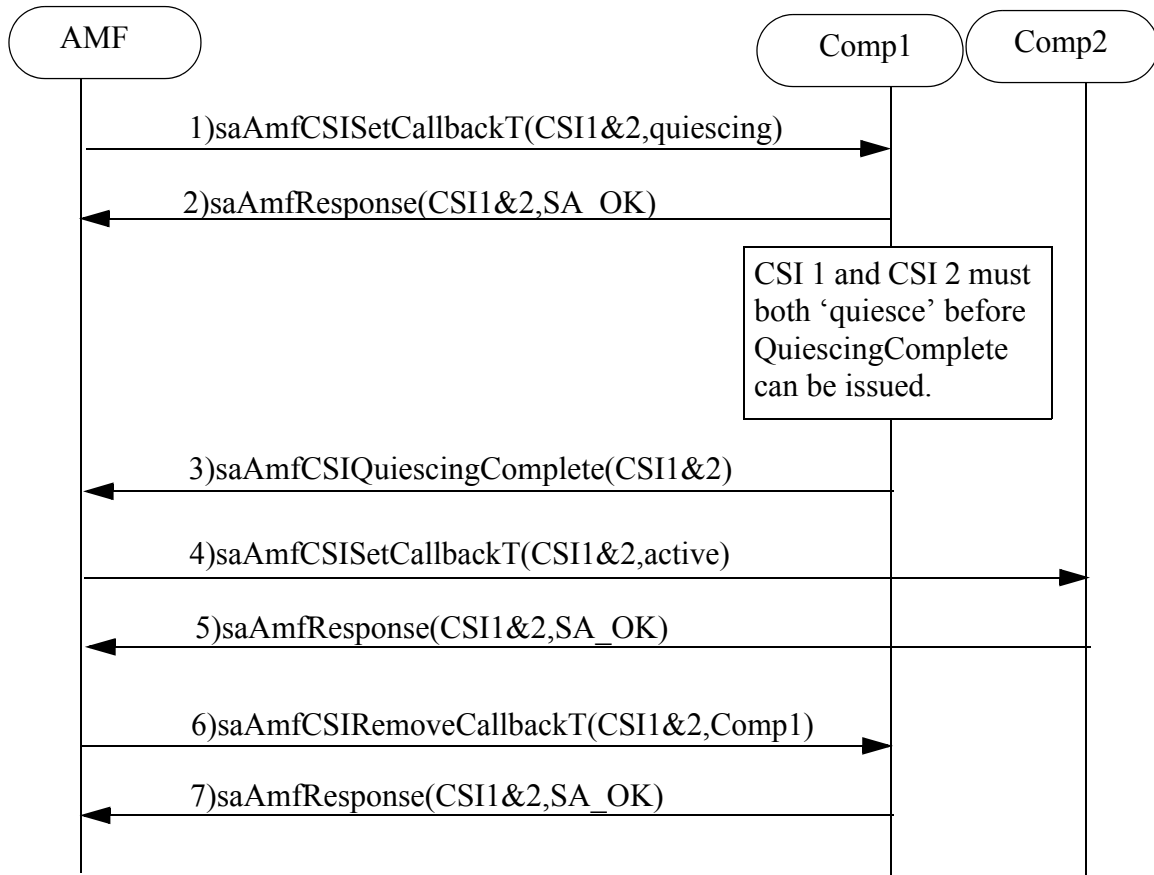 AMF
Comp1
Comp2
1)saAmfCSISetCallbackT(CSI1&2,quiescing)
2)saAmfResponse(CSI1&2,SA_OK)
CSI 1 and CSI 2 must
both ‘quiesce’ before
QuiescingComplete
can be issued.
3)saAmfCSIQuiescingComplete(CSI1&2)
4)saAmfCSISetCallbackT(CSI1&2,active)
5)saAmfResponse(CSI1&2,SA_OK)
6)saAmfCSIRemoveCallbackT(CSI1&2,Comp1)
7)saAmfResponse(CSI1&2,SA_OK)